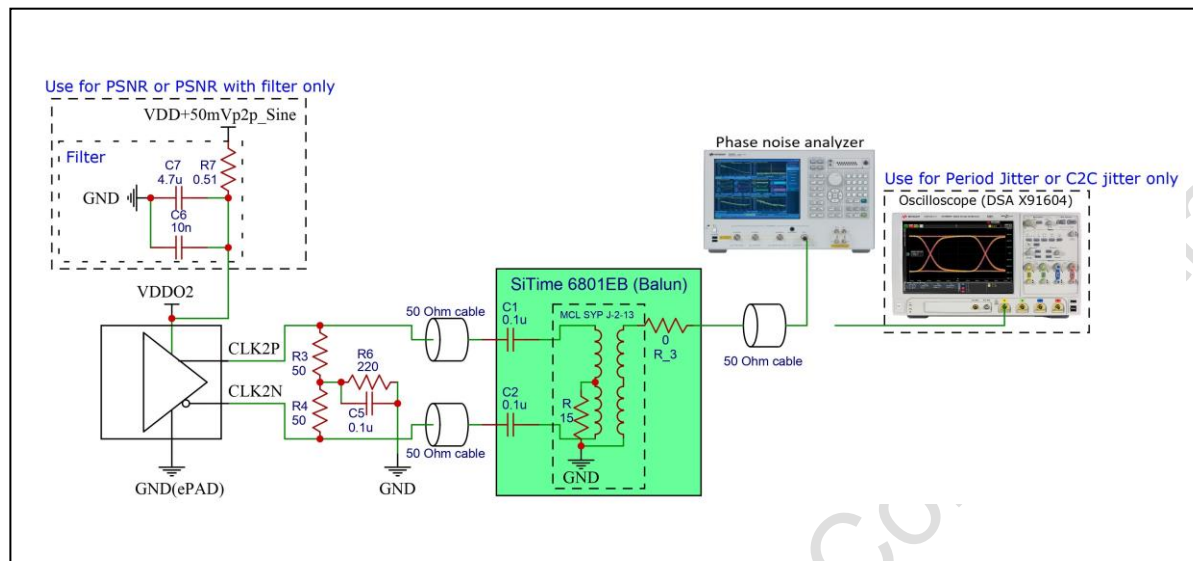 Use for PSNR or PSNR with filter only
VDD+50mVp2p_Sine
Filter
C7
4.7u
R7
0.51
GND
C6
10n
VDDO2
CLK2P
CLK2N
GND(ePAD)
R3
50
R4
50
R6
220
C5
0.1u
GND
50 Ohm cable
50 Ohm cable
SiTime 6801EB (Balun)
C1
0.1u
C2
0.1u
MCL SYP J-2-13
R
15
GND
0
R_3
50 Ohm cable
Phase noise analyzer
Use for Period Jitter or C2C jitter only
Oscilloscope (DSA X91604)
Co